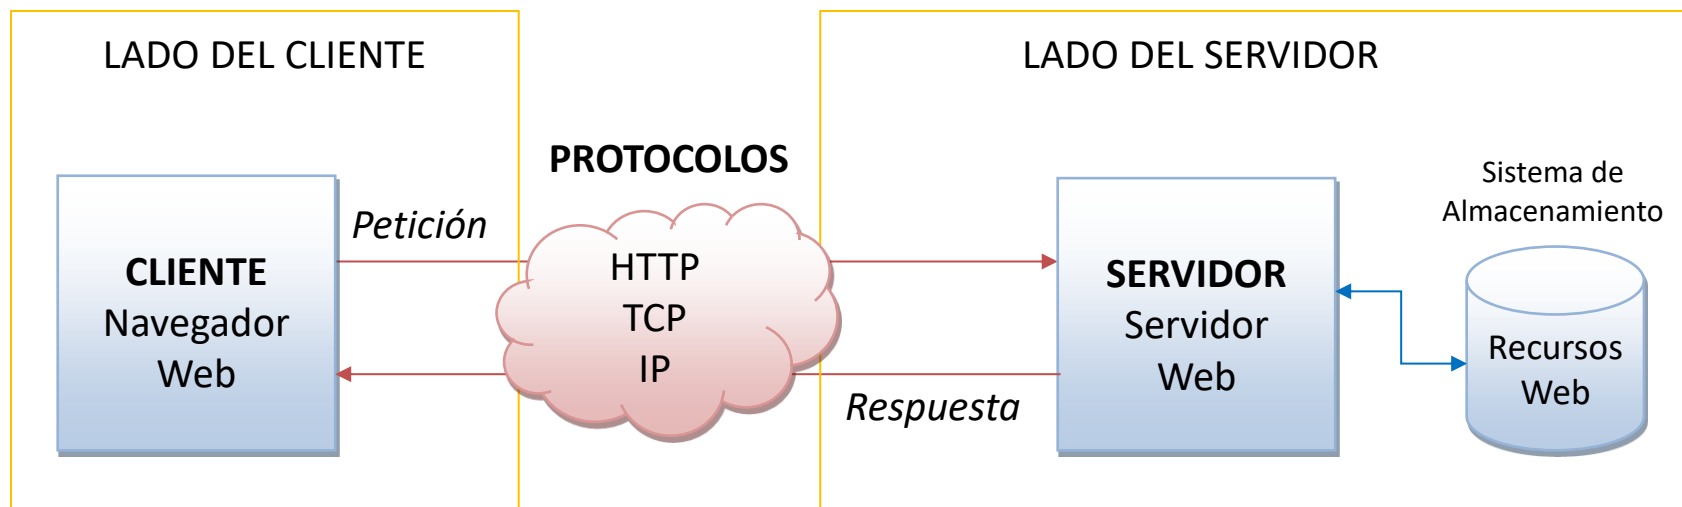 LADO DEL CLIENTE
LADO DEL SERVIDOR
PROTOCOLOS
CLIENTE
Navegador
Web
Petición
HTTP
TCP
IP
Respuesta
SERVIDOR
Servidor
Web
Sistema de
Almacenamiento
Recursos
Web